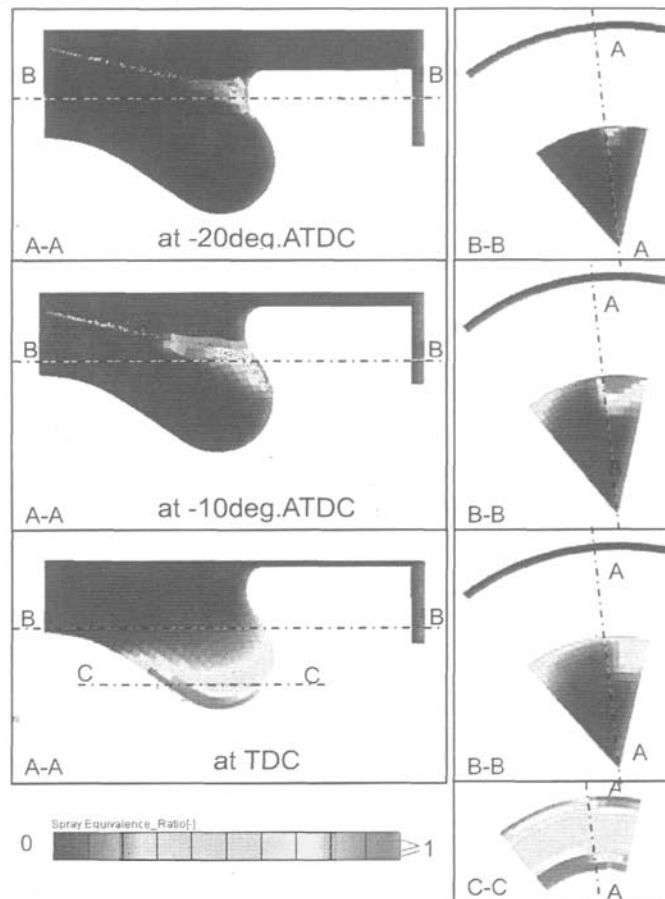 B
B
A-A
at -20deg.ATDC
A
B-B
A
B
B
A-A
at -10deg.ATDC
A
B-B
A
B
B
C
C
A-A
at TDC
A
B-B
A
Spray Equivalence_Ratio[-]
0
1
A
C-C
A